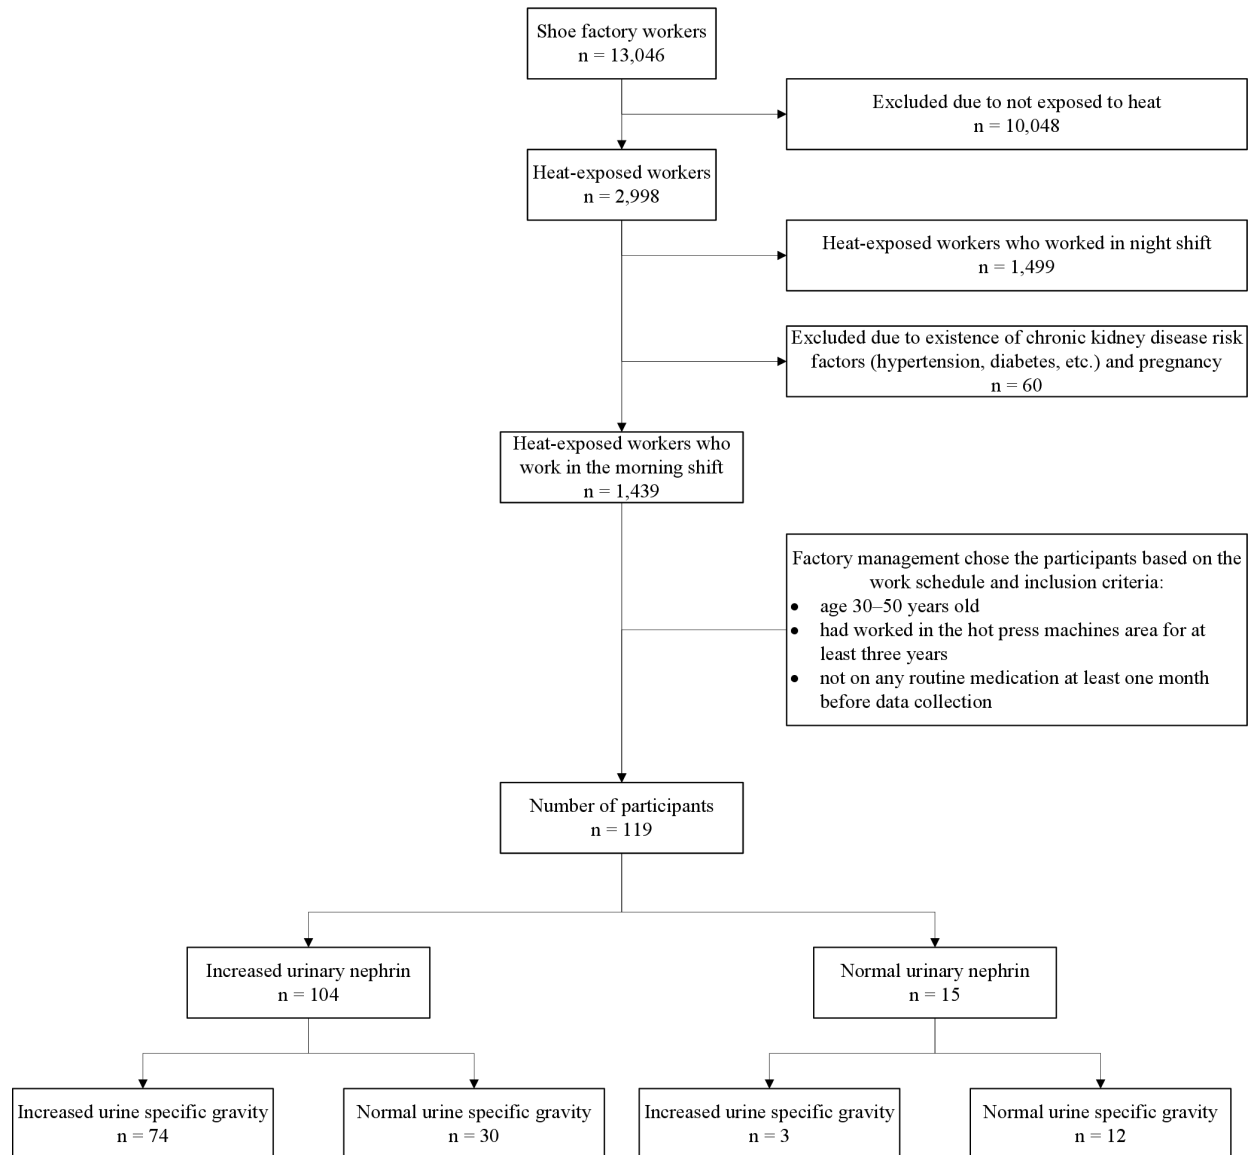 Shoe factory workers
n = 13,046
Excluded due to not exposed to heat
n = 10,048
Heat-exposed workers
n = 2,998
Heat-exposed workers who worked in night shift
n = 1,499
Excluded due to existence of chronic kidney disease risk
factors (hypertension, diabetes, etc.) and pregnancy
n = 60
Heat-exposed workers who
work in the morning shift
n = 1,439
Factory management chose the participants based on the
work schedule and inclusion criteria:
• age 30–50 years old
• had worked in the hot press machines area for at
least three years
• not on any routine medication at least one month
before data collection
Number of participants
n = 119
Increased urinary nephrin
n = 104
Normal urinary nephrin
n = 15
Increased urine specific gravity
n = 74
Normal urine specific gravity
n = 30
Increased urine specific gravity
n = 3
Normal urine specific gravity
n = 12